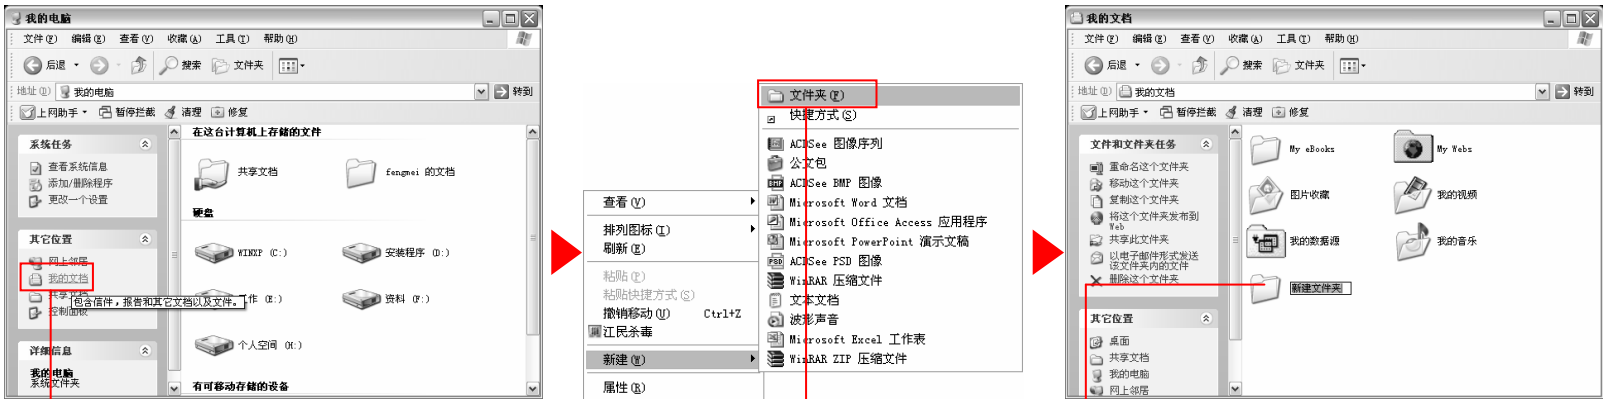 我的电脑
文件(F) 编辑(E) 查看(V) 收藏(A) 工具(T) 帮助(H)
后退 搜索 文件夹
地址(D) 我的电脑 转到
上网助手 暂停拦截 清理 修复
系统任务
查看系统信息
添加/删除程序
更改一个设置
其它位置
网上邻居
我的文档
共享文档
控制面板
包含信件，报告和其它文档以及文件。
详细信息
我的电脑
系统文件夹
在这台计算机上存储的文件
共享文档
fengmei 的文档
硬盘
WINXP (C:)
安装程序 (D:)
工作 (E:)
资料 (F:)
个人空间 (H:)
有可移动存储的设备
查看(V)
排列图标(I)
刷新(E)
粘贴(P)
粘贴快捷方式(S)
撤销移动(U) Ctrl+Z
江民杀毒
新建(W)
属性(R)
文件夹(F)
快捷方式(S)
ACDSee 图像序列
公文包
ACDSee BMP 图像
Microsoft Word 文档
Microsoft Office Access 应用程序
Microsoft PowerPoint 演示文稿
ACDSee PSD 图像
WinRAR 压缩文件
文本文档
波形声音
Microsoft Excel 工作表
WinRAR ZIP 压缩文件
我的文档
文件(F) 编辑(E) 查看(V) 收藏(A) 工具(T) 帮助(H)
后退 搜索 文件夹
地址(D) 我的文档 转到
上网助手 暂停拦截 清理 修复
文件和文件夹任务
重命名这个文件夹
移动这个文件夹
复制这个文件夹
将这个文件夹发布到
Web
共享此文件夹
以电子邮件形式发送
该文件夹内的文件
删除这个文件夹
其它位置
桌面
共享文档
我的电脑
网上邻居
My eBooks
My Webs
图片收藏
我的视频
我的数据源
我的音乐
新建文件夹